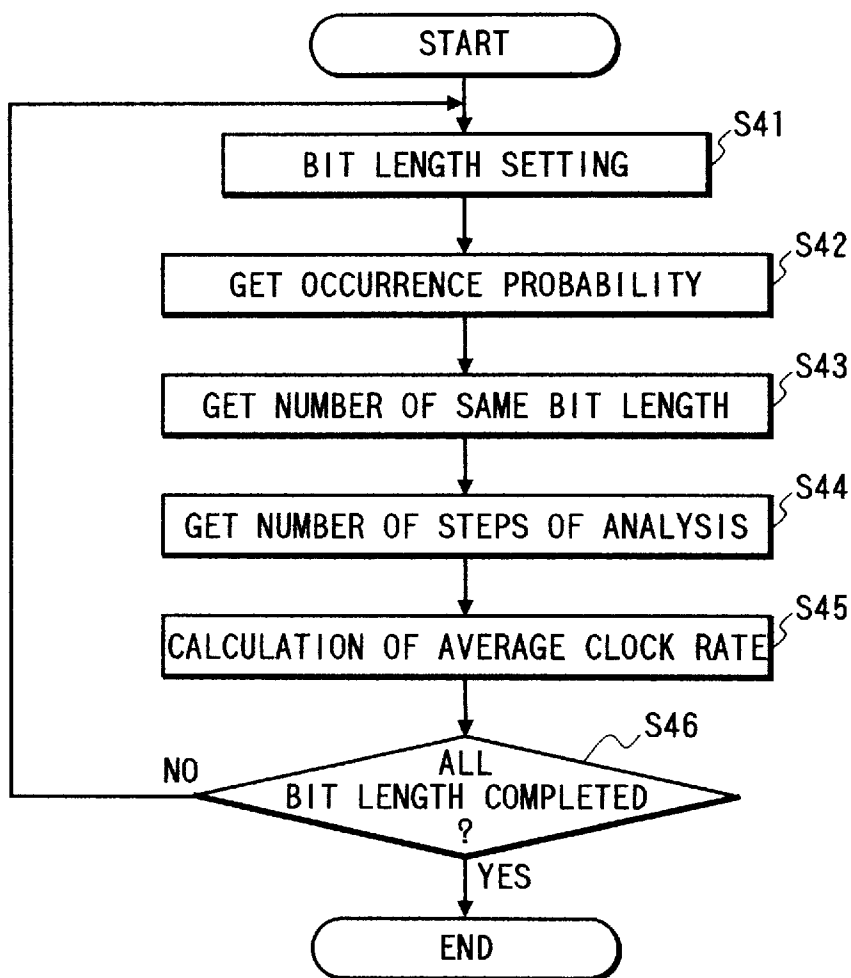 START
S41
BIT LENGTH SETTING
S42
GET OCCURRENCE PROBABILITY
S43
GET NUMBER OF SAME BIT LENGTH
S44
GET NUMBER OF STEPS OF ANALYSIS
S45
CALCULATION OF AVERAGE CLOCK RATE
S46
ALL
BIT LENGTH COMPLETED
?
NO
YES
END